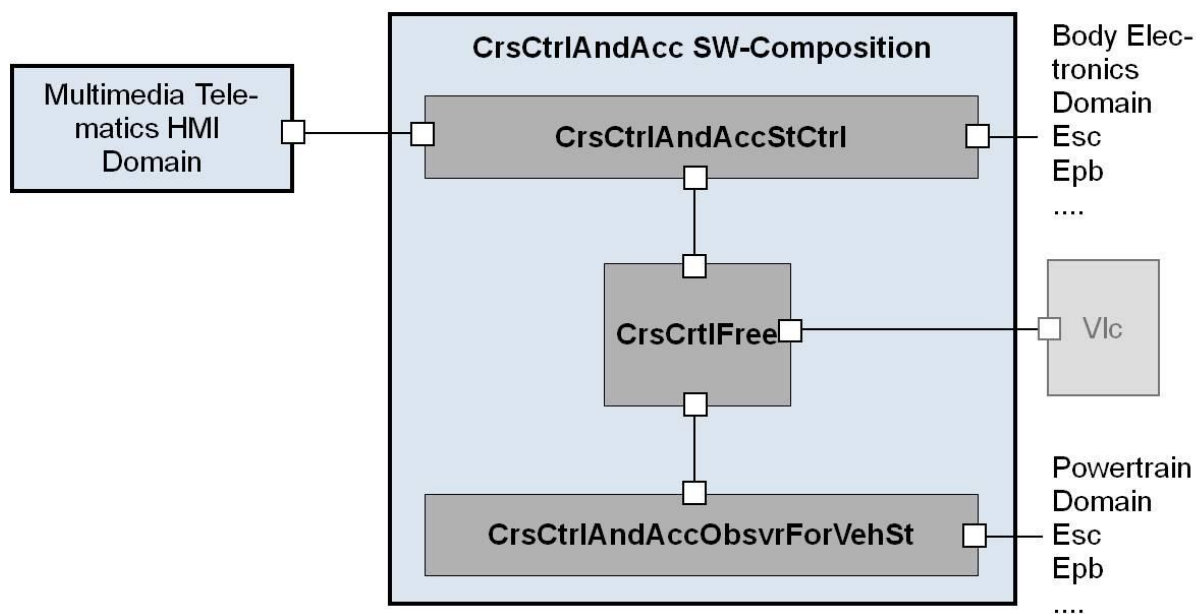 CrsCtrlAndAcc SW-Composition
Multimedia Tele-
matics HMI
Domain
CrsCtrlAndAccStCtrl
Body Elec-
tronics
Domain
Esc
Epb
....
CrsCrtlFree
Vlc
CrsCtrlAndAccObsvrForVehSt
Powertrain
Domain
Esc
Epb
....